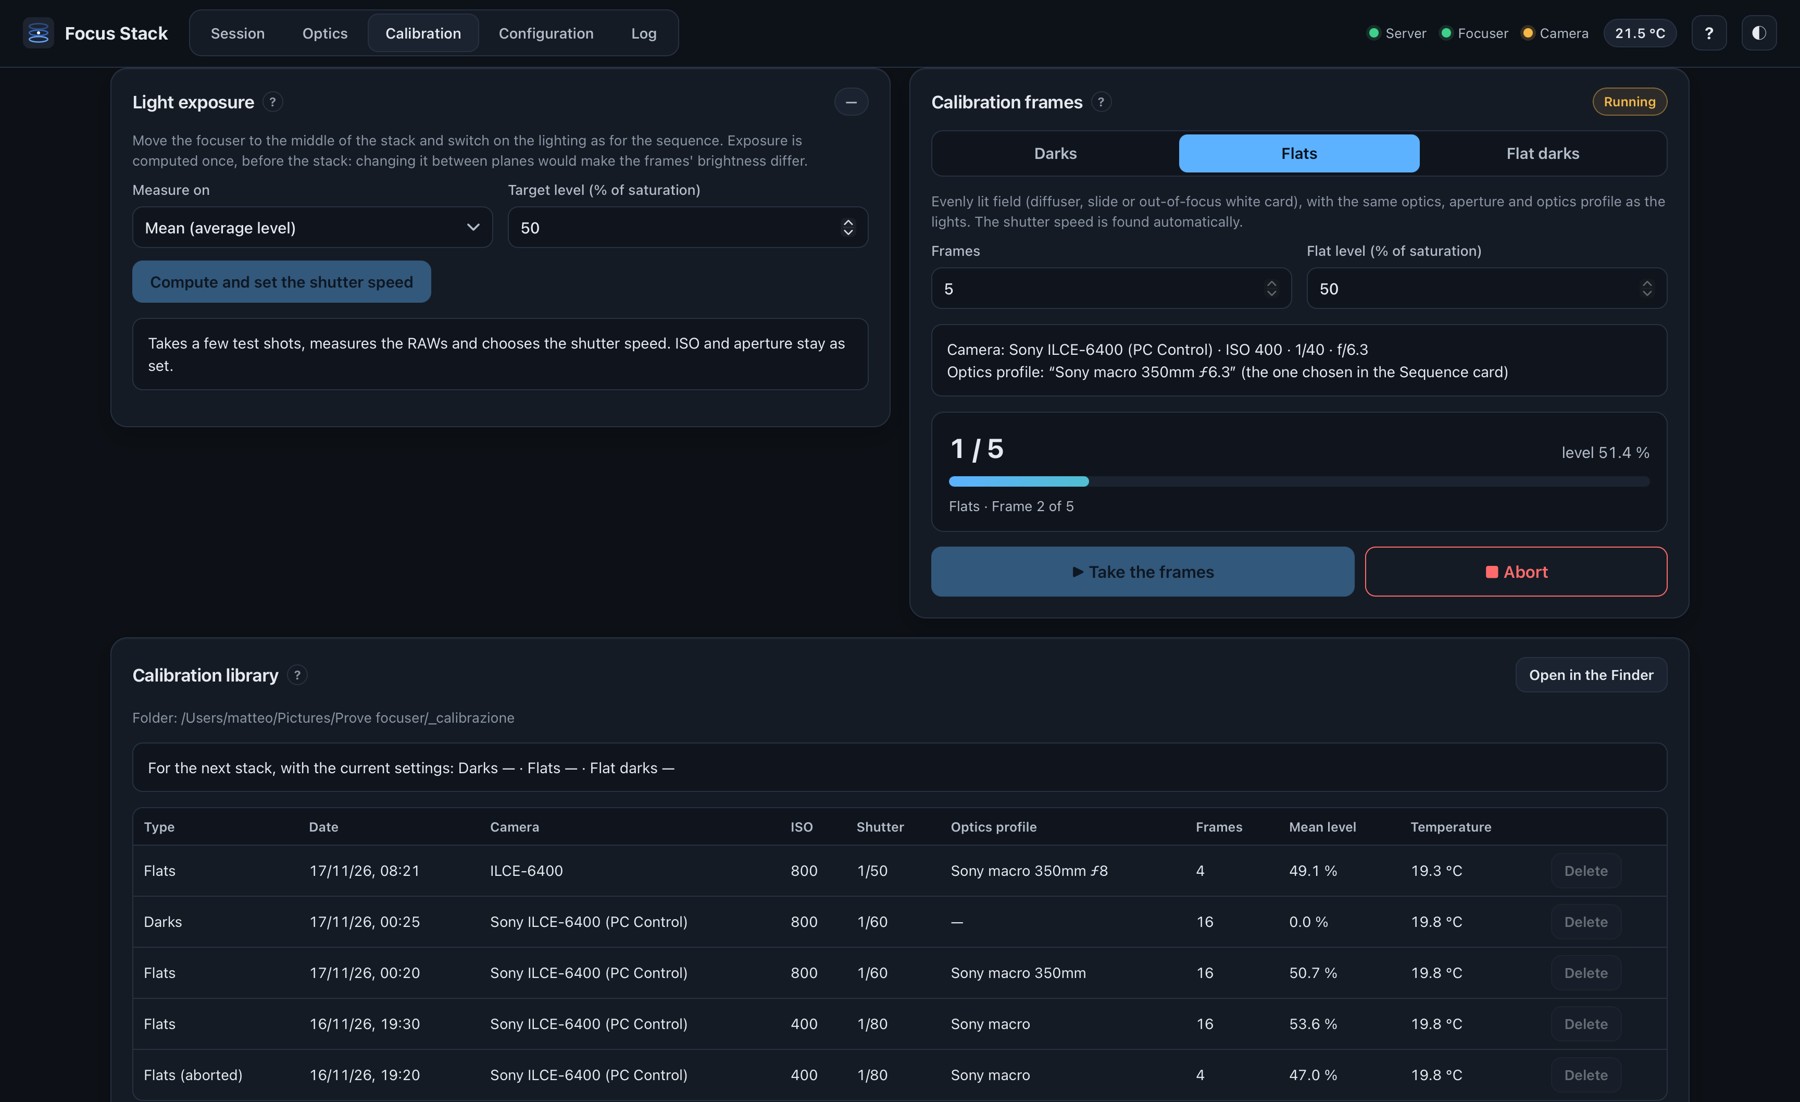 Focus Stack
Session
Optics
Calibration
Configuration
Log
Server
Focuser
Camera
21.5 °C
?
Light exposure ?
–
Move the focuser to the middle of the stack and switch on the lighting as for the sequence. Exposure is
computed once, before the stack: changing it between planes would make the frames' brightness differ.
Measure on
Target level (% of saturation)
Mean (average level)
50
Compute and set the shutter speed
Takes a few test shots, measures the RAWs and chooses the shutter speed. ISO and aperture stay as
set.
Calibration frames ?
Running
Darks
Flats
Flat darks
Evenly lit field (diffuser, slide or out-of-focus white card), with the same optics, aperture and optics profile as the
lights. The shutter speed is found automatically.
Frames
Flat level (% of saturation)
5
50
Camera: Sony ILCE-6400 (PC Control) · ISO 400 · 1/40 · f/6.3
Optics profile: “Sony macro 350mm ƒ6.3” (the one chosen in the Sequence card)
1 / 5
level 51.4 %
Flats · Frame 2 of 5
▶ Take the frames
■ Abort
Calibration library ?
Open in the Finder
Folder: /Users/matteo/Pictures/Prove focuser/_calibrazione
For the next stack, with the current settings: Darks — · Flats — · Flat darks —
Type Date Camera ISO Shutter Optics profile Frames Mean level Temperature
Flats 17/11/26, 08:21 ILCE-6400 800 1/50 Sony macro 350mm ƒ8 4 49.1 % 19.3 °C Delete
Darks 17/11/26, 00:25 Sony ILCE-6400 (PC Control) 800 1/60 — 16 0.0 % 19.8 °C Delete
Flats 17/11/26, 00:20 Sony ILCE-6400 (PC Control) 800 1/60 Sony macro 350mm 16 50.7 % 19.8 °C Delete
Flats 16/11/26, 19:30 Sony ILCE-6400 (PC Control) 400 1/80 Sony macro 16 53.6 % 19.8 °C Delete
Flats (aborted) 16/11/26, 19:20 Sony ILCE-6400 (PC Control) 400 1/80 Sony macro 4 47.0 % 19.8 °C Delete